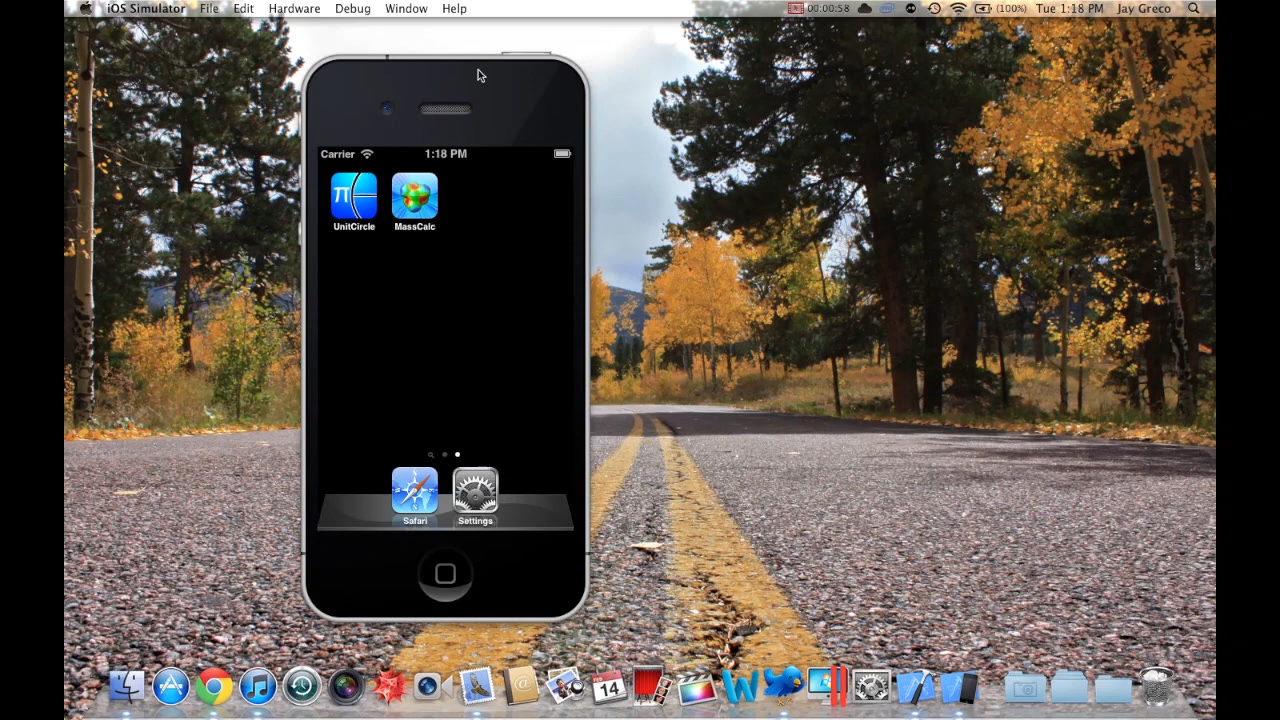 iOS Simulator File Edit Hardware Debug Window Help 00:00:58 (100%) Tue 1:18 PM Jay Greco
Carrier 1:18 PM
π
UnitCircle MassCalc
Safari Settings
14
W